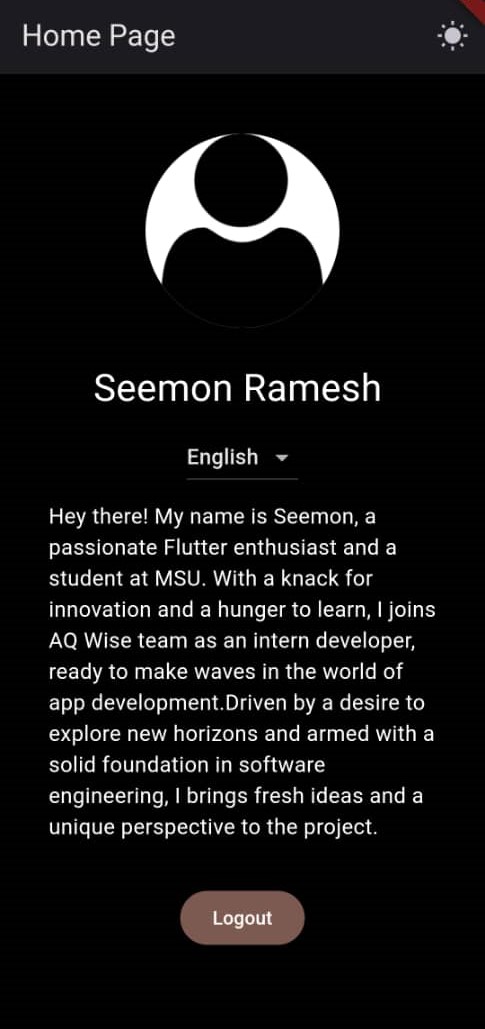 Home Page
Seemon Ramesh
English
Hey there! My name is Seemon, a
passionate Flutter enthusiast and a
student at MSU. With a knack for
innovation and a hunger to learn, I joins
AQ Wise team as an intern developer,
ready to make waves in the world of
app development.Driven by a desire to
explore new horizons and armed with a
solid foundation in software
engineering, I brings fresh ideas and a
unique perspective to the project.
Logout